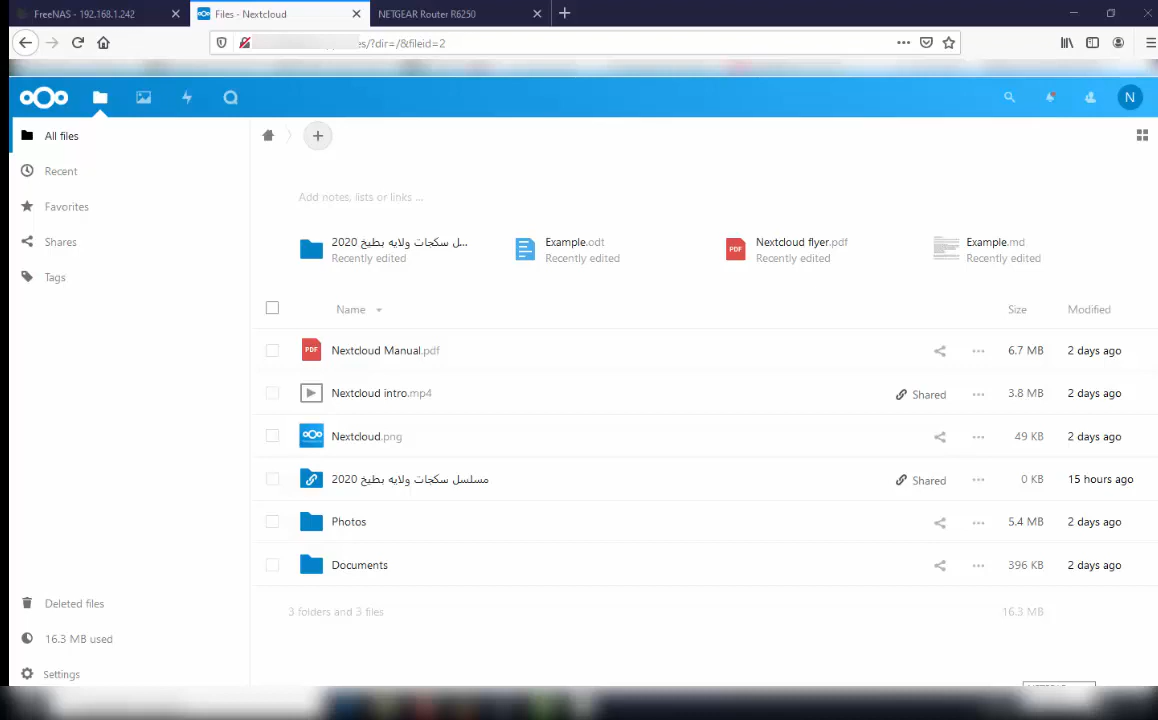 FreeNAS - 192.168.1.242
Files - Nextcloud
NETGEAR Router R6250
es/?dir=/&fileid=2
N
All files
Recent
Favorites
Shares
Tags
Deleted files
16.3 MB used
Settings
Add notes, lists or links ...
...ل سكجات ولايه بطيخ 2020
Recently edited
Example.odt
Recently edited
PDF
Nextcloud flyer.pdf
Recently edited
Example.md
Recently edited
Name Size Modified
PDF Nextcloud Manual.pdf 6.7 MB 2 days ago
Nextcloud intro.mp4 Shared 3.8 MB 2 days ago
Nextcloud.png 49 KB 2 days ago
مسلسل سكجات ولايه بطيخ 2020 Shared 0 KB 15 hours ago
Photos 5.4 MB 2 days ago
Documents 396 KB 2 days ago
3 folders and 3 files 16.3 MB